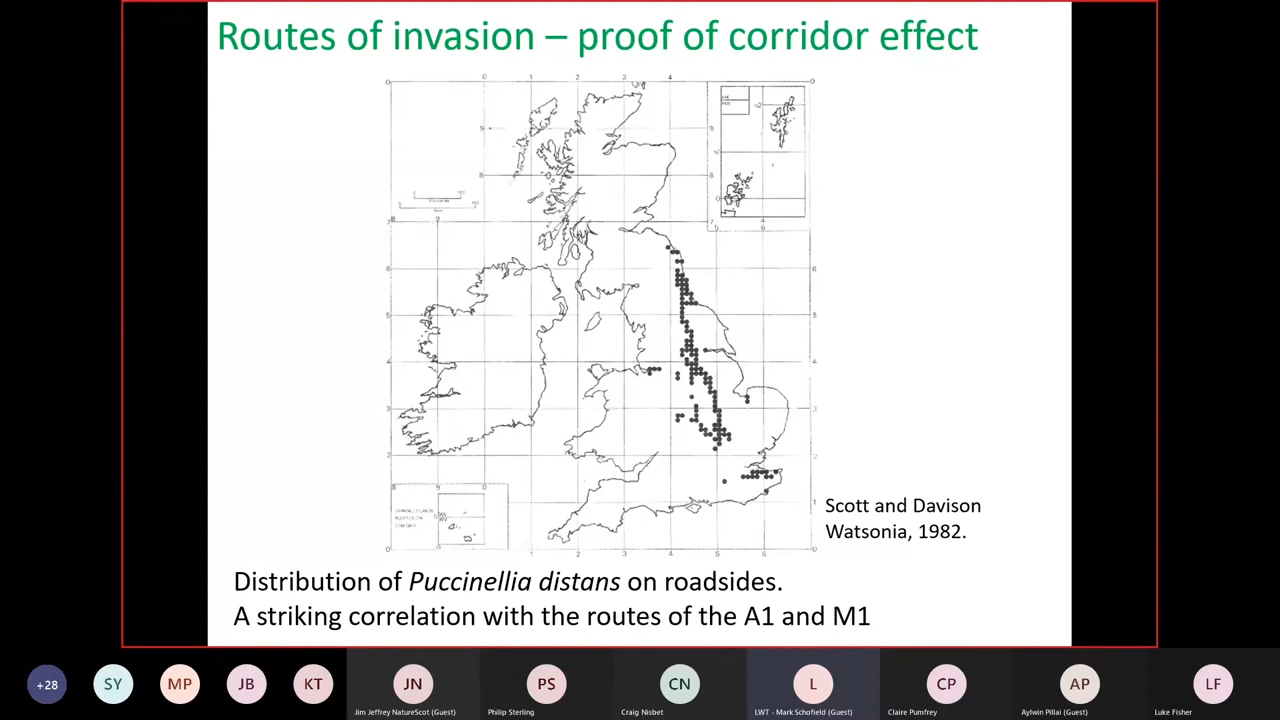 Routes of invasion – proof of corridor effect
Scott and Davison
Watsonia, 1982.
Distribution of Puccinellia distans on roadsides.
A striking correlation with the routes of the A1 and M1
+28
SY
MP
JB
KT
JN
Jim Jeffrey NatureScot (Guest)
PS
Philip Sterling
CN
Craig Nisbet
L
LWT - Mark Schofield (Guest)
CP
Claire Pumfrey
AP
Aylwin Pillai (Guest)
LF
Luke Fisher